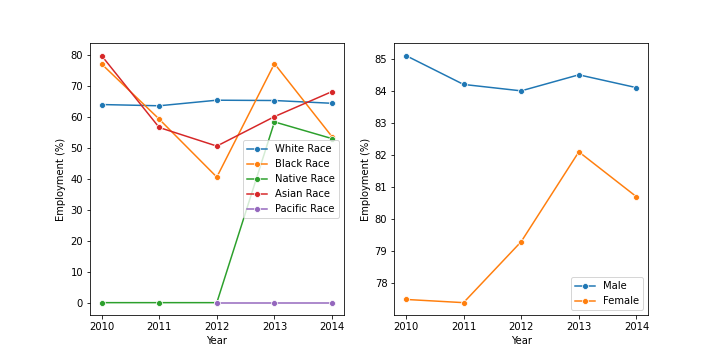 80
70
60
50
40
30
20
10
0
Employment (%)
2010 2011 2012 2013 2014
Year
White Race
Black Race
Native Race
Asian Race
Pacific Race
85
84
83
82
81
80
79
78
Employment (%)
2010 2011 2012 2013 2014
Year
Male
Female